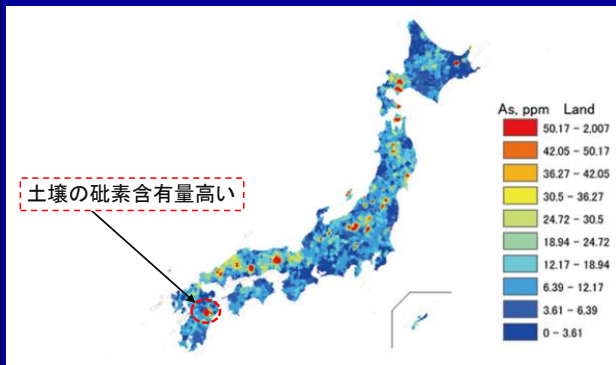 土壌の砒素含有量高い
As, ppm Land
50.17 - 2,007
42.05 - 50.17
36.27 - 42.05
30.5 - 36.27
24.72 - 30.5
18.94 - 24.72
12.17 - 18.94
6.39 - 12.17
3.61 - 6.39
0 - 3.61